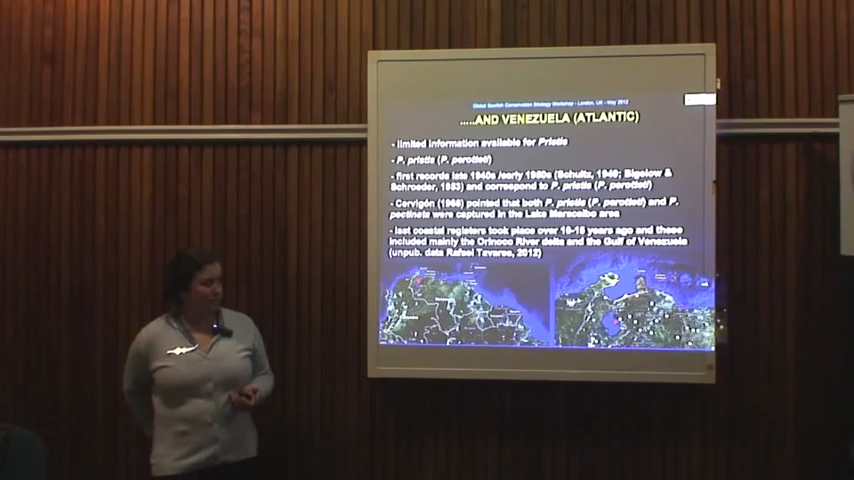 Global Sawfish Conservation Strategy Workshop - London, UK - May 2012
.....AND VENEZUELA (ATLANTIC)
- limited information available for Pristis
- P. pristis (P. perotteti)
- first records late 1940s /early 1950s (Schultz, 1949; Bigelow &
Schroeder, 1953) and correspond to P. pristis (P. perotteti)
- Cervigón (1966) pointed that both P. pristis (P. perotteti) and P.
pectinata were captured in the Lake Maracaibo area
- last coastal registers took place over 10-15 years ago and these
included mainly the Orinoco River delta and the Gulf of Venezuela
(unpub. data Rafael Tavares, 2012)